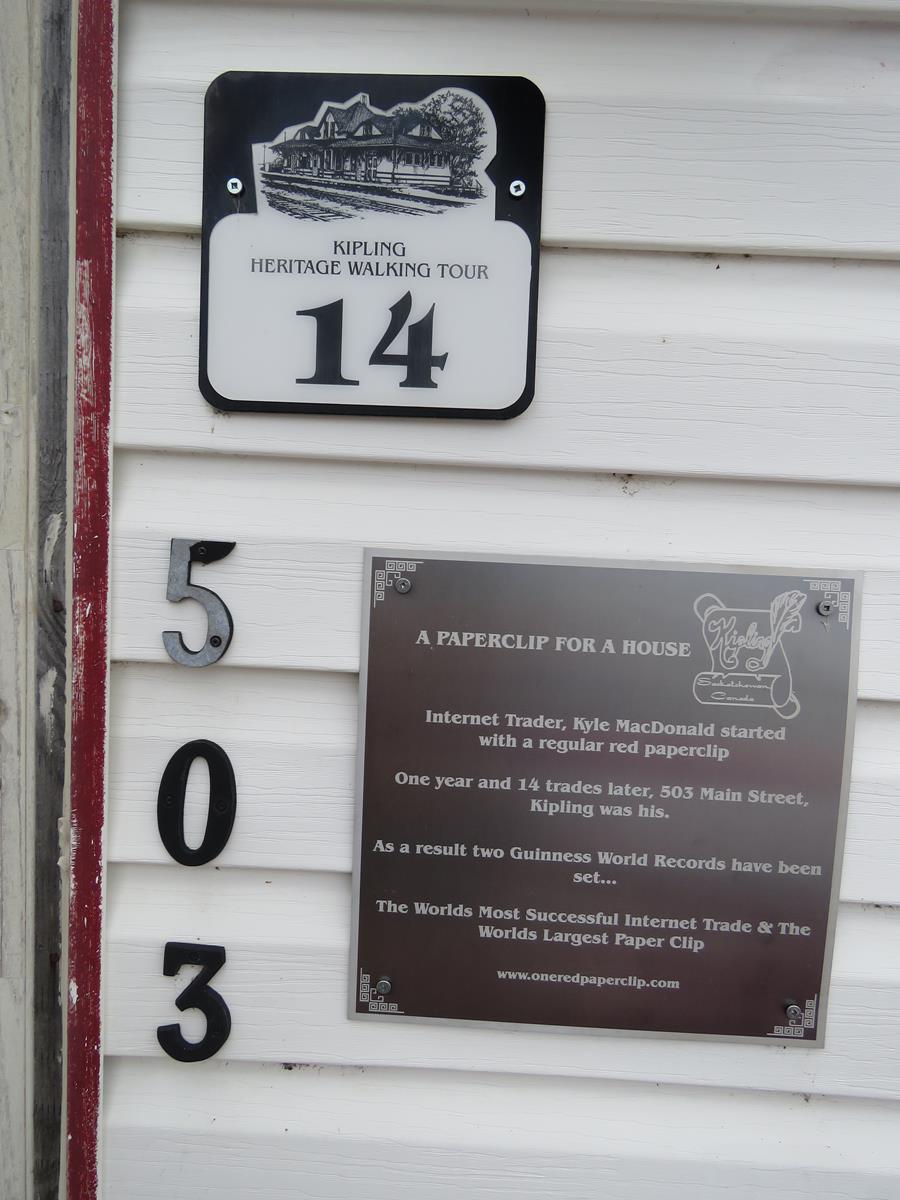 KIPLING
HERITAGE WALKING TOUR
14
5
0
3
A PAPERCLIP FOR A HOUSE
Kipling
Saskatchewan
Canada
Internet Trader, Kyle MacDonald started
with a regular red paperclip
One year and 14 trades later, 503 Main Street,
Kipling was his.
As a result two Guinness World Records have been
set...
The Worlds Most Successful Internet Trade & The
Worlds Largest Paper Clip
www.oneredpaperclip.com